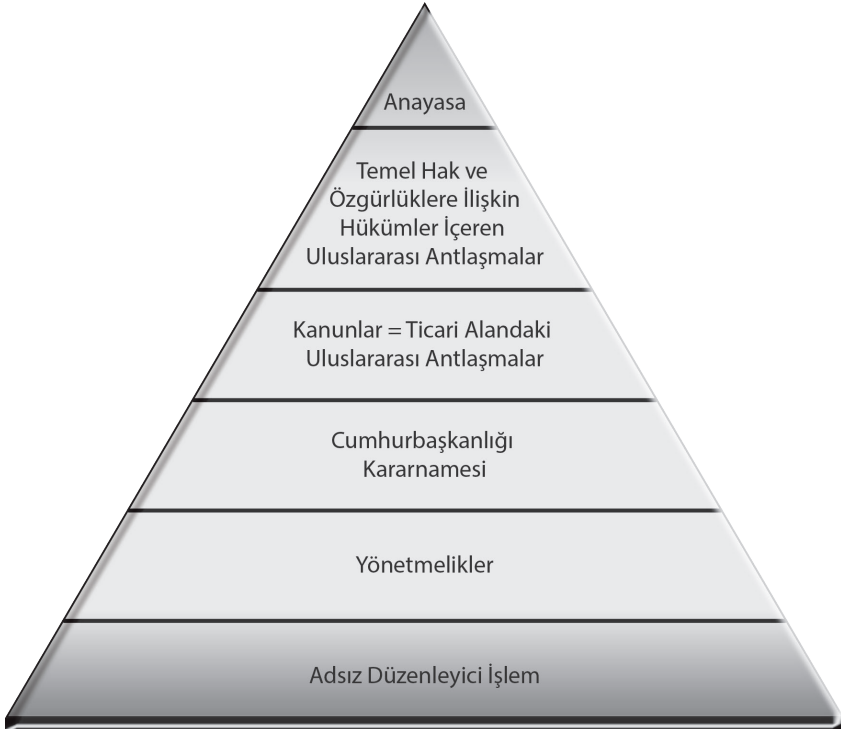 Anayasa
Temel Hak ve
Özgürlüklere İlişkin
Hükümler İçeren
Uluslararası Antlaşmalar
Kanunlar = Ticari Alandaki
Uluslararası Antlaşmalar
Cumhurbaşkanlığı
Kararnamesi
Yönetmelikler
Adsız Düzenleyici İşlem